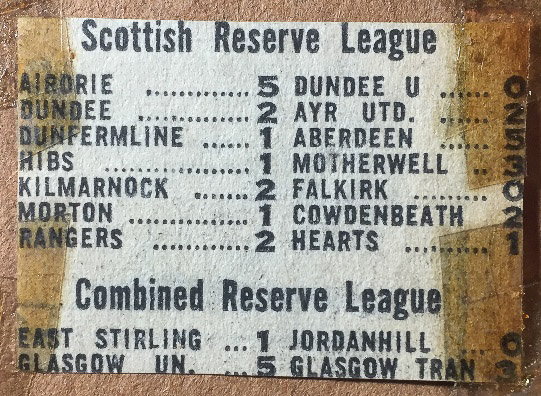 Scottish Reserve League
AIRDRIE .............. 5 DUNDEE U ...... 0
DUNDEE .............. 2 AYR UTD. ...... 2
DUNFERMLINE ...... 1 ABERDEEN ...... 5
HIBS .................. 1 MOTHERWELL .. 3
KILMARNOCK ....... 2 FALKIRK ......... 0
MORTON ............ 1 COWDENBEATH 2
RANGERS ............ 2 HEARTS .......... 1
Combined Reserve League
EAST STIRLING ... 1 JORDANHILL ... 0
GLASGOW UN. ... 5 GLASGOW TRAN 3